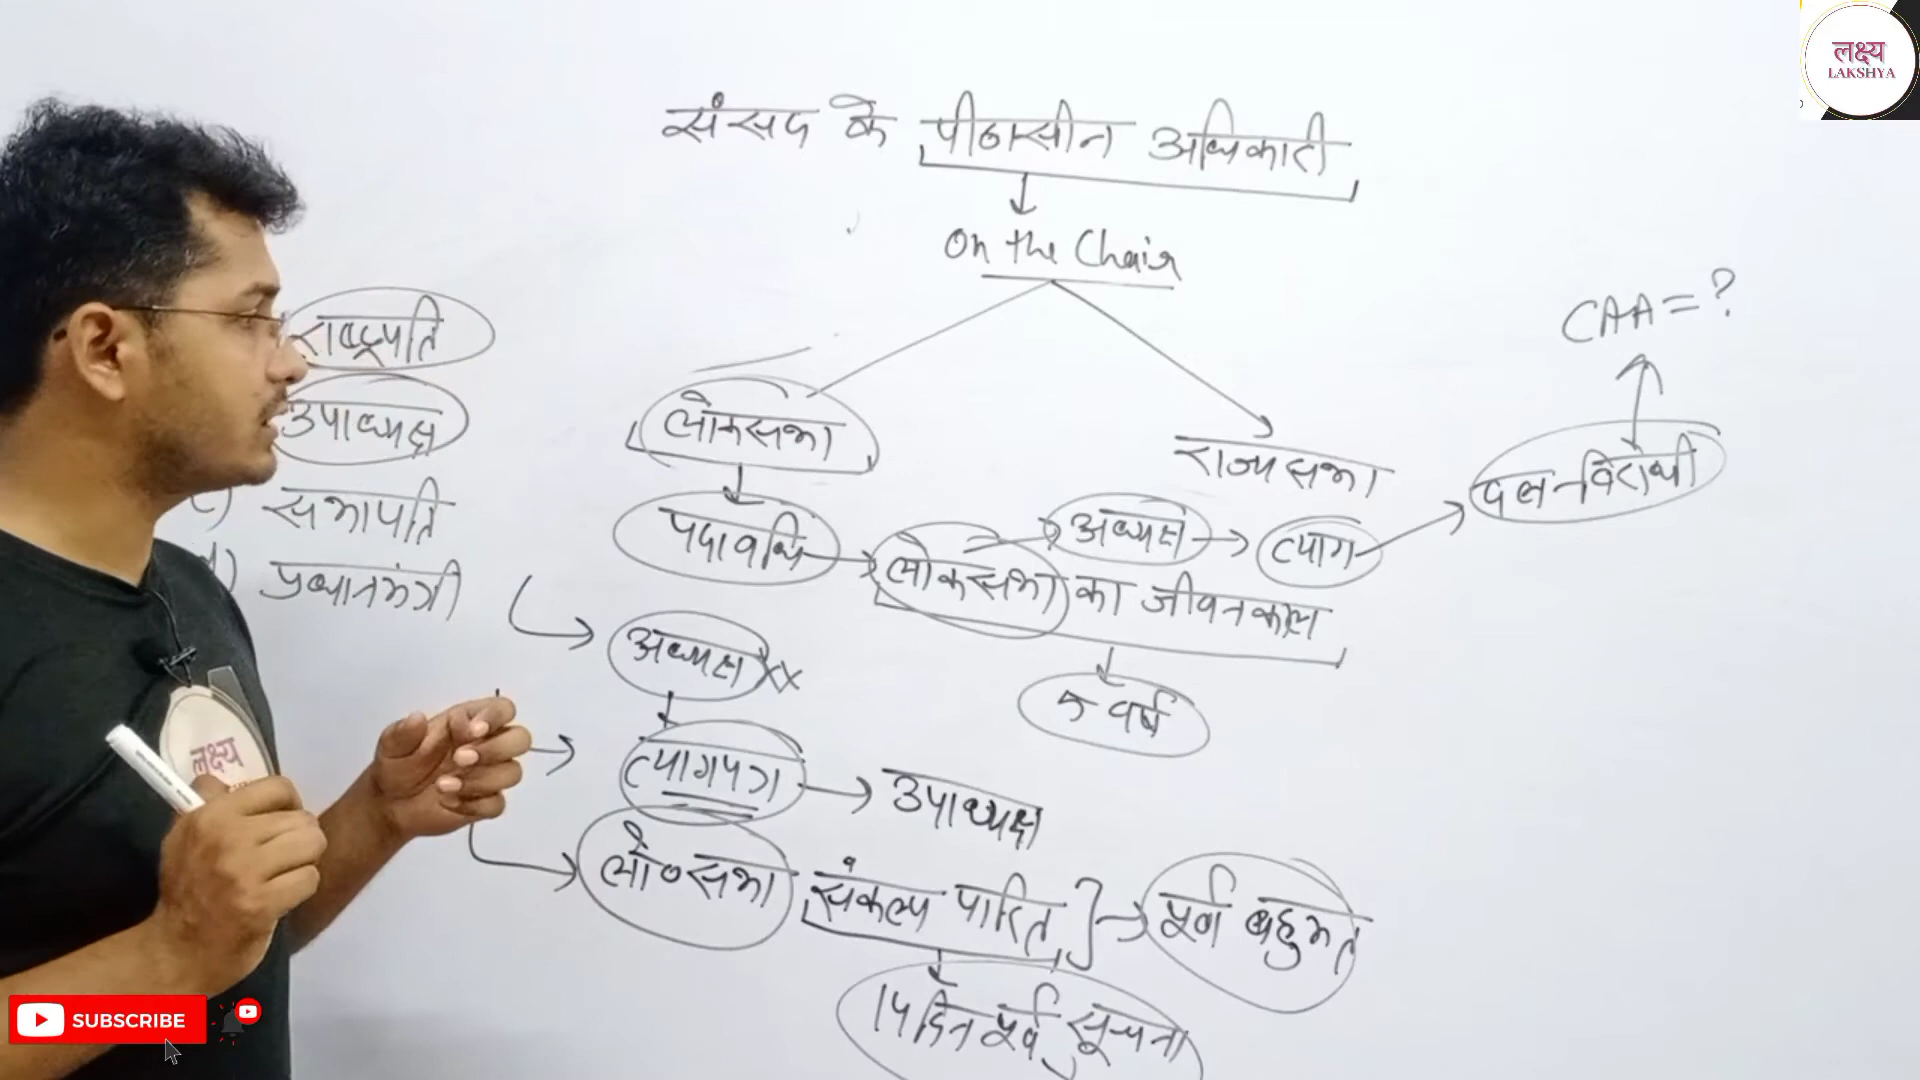 लक्ष्य
LAKSHYA
संसद के पीठासीन अधिकारी
On the Chair
CAA = ?
राष्ट्रपति
उपाध्यक्ष
लोकसभा
राज्यसभा
दल-विरोधी
c) सभापति
पदावधि
अध्यक्ष
त्याग
d) प्रधानमंत्री
लोकसभा का जीवनकाल
अध्यक्ष xx
5 वर्ष
लक्ष्य
त्यागपत्र
उपाध्यक्ष
लो०सभा संकल्प पारित
पूर्ण बहुमत
14 दिन पूर्व सूचना
SUBSCRIBE